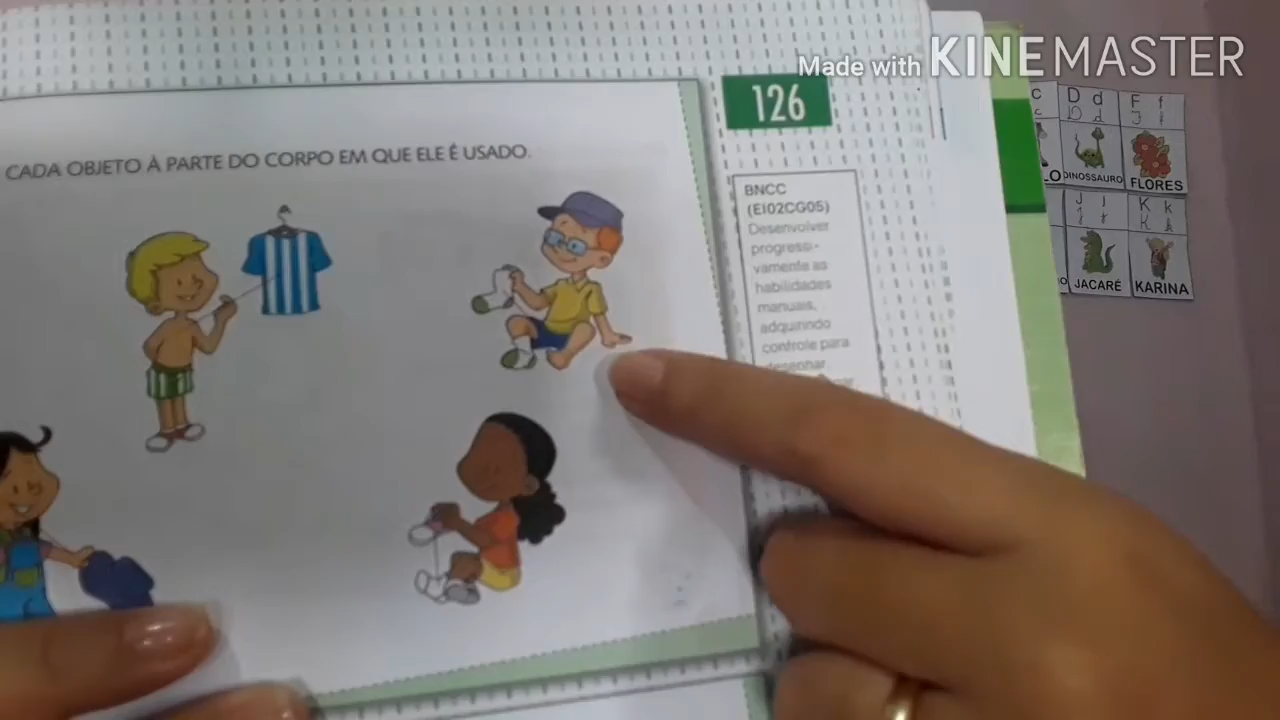 Made with KINEMASTER
126
CADA OBJETO À PARTE DO CORPO EM QUE ELE É USADO.
BNCC
(EI02CG05)
Desenvolver
progressi-
vamente as
habilidades
manuais,
adquirindo
controle para
desenhar,
C
c
D d
D d
F f
DINOSSAURO
FLORES
J j
K k
K k
JACARÉ
KARINA